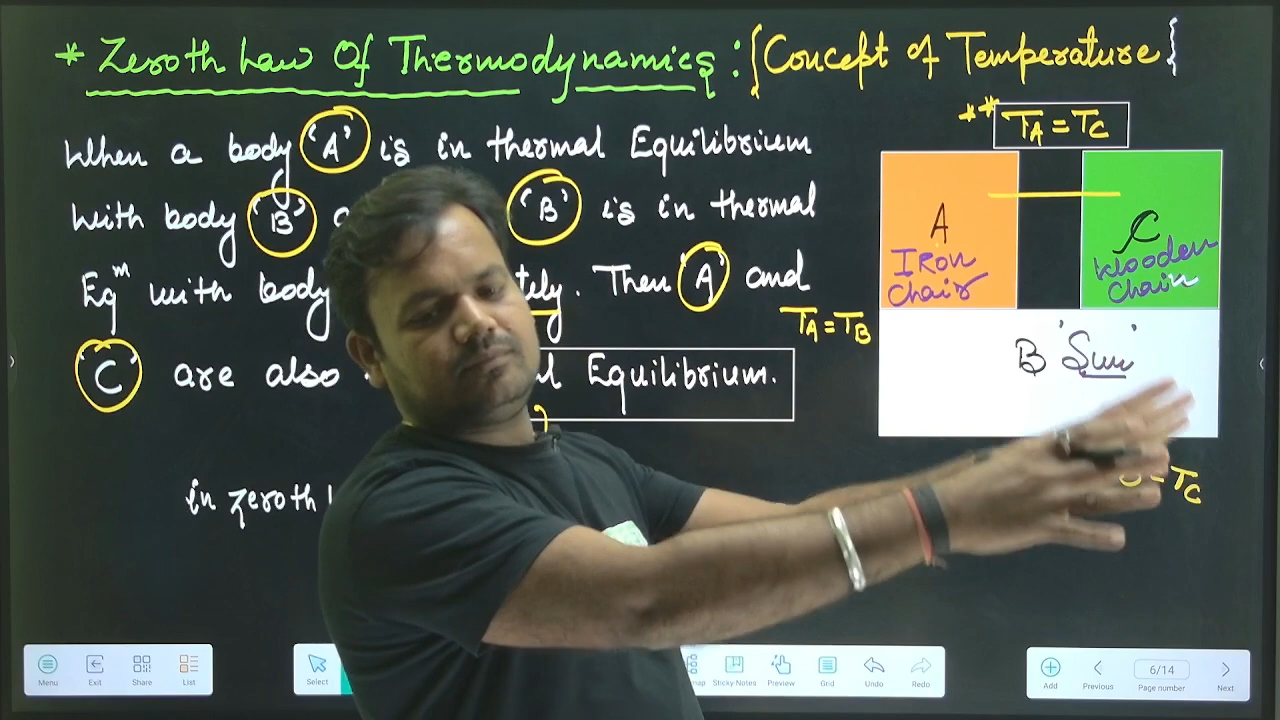 * Zeroth Law Of Thermodynamics : {Concept of Temperature}
When a body 'A' is in thermal Equilibrium
With body 'B' 'B' is in thermal
Eqm with body tely. Then 'A' and
'C' are also Equilibrium.
in zeroth
** TA = TC
A
Iron
Chair
C
Wooden
Chair
TA = TB
B 'Sun'
= TC
Menu
Exit
Share
List
Select
Sticky Notes
Preview
Grid
Undo
Redo
Add
Previous
6/14
Page number
Next